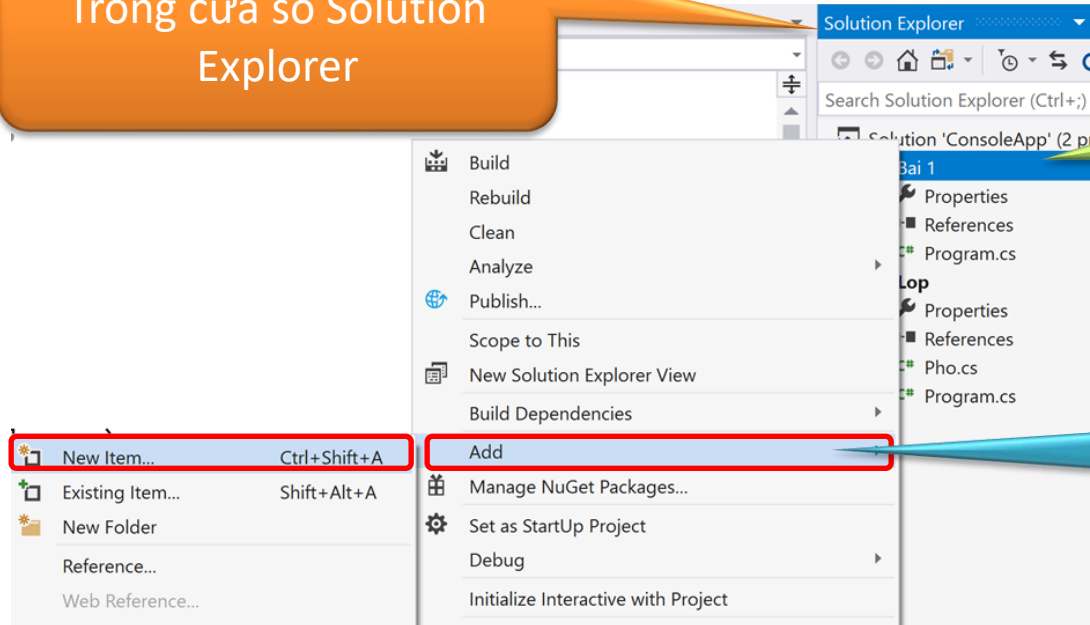 Trong cửa sổ Solution
Explorer
Solution Explorer
Search Solution Explorer (Ctrl+;)
Solution 'ConsoleApp' (2
Bai 1
Properties
References
Program.cs
Lop
Properties
References
Pho.cs
Program.cs
Build
Rebuild
Clean
Analyze
Publish...
Scope to This
New Solution Explorer View
Build Dependencies
Add
Manage NuGet Packages...
Set as StartUp Project
Debug
Initialize Interactive with Project
New Item... Ctrl+Shift+A
Existing Item... Shift+Alt+A
New Folder
Reference...
Web Reference...